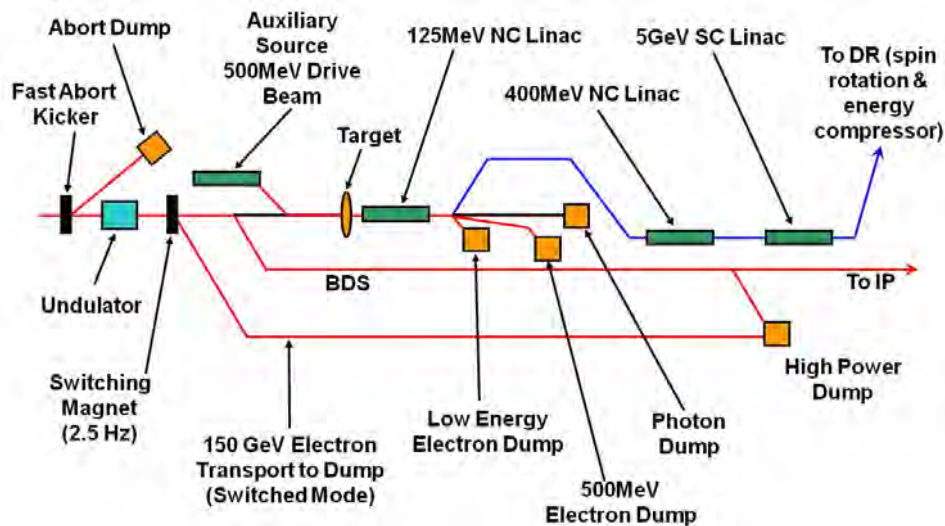 Abort Dump
Fast Abort
Kicker
Auxiliary
Source
500MeV Drive
Beam
Target
125MeV NC Linac
400MeV NC Linac
5GeV SC Linac
To DR (spin
rotation &
energy
compressor)
Undulator
BDS
To IP
Switching
Magnet
(2.5 Hz)
150 GeV Electron
Transport to Dump
(Switched Mode)
Low Energy
Electron Dump
500MeV
Electron Dump
Photon
Dump
High Power
Dump